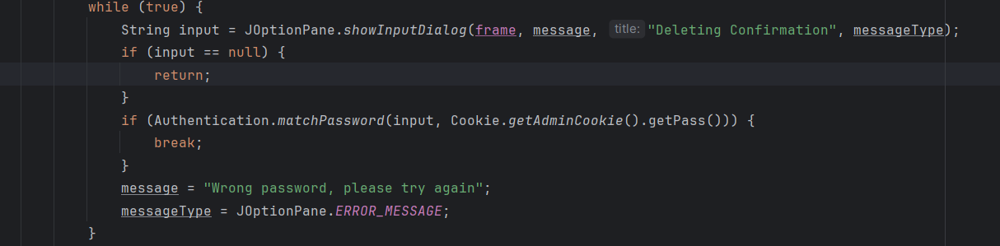 while (true) {
String input = JOptionPane.showInputDialog(frame, message, title: "Deleting Confirmation", messageType);
if (input == null) {
return;
}
if (Authentication.matchPassword(input, Cookie.getAdminCookie().getPass())) {
break;
}
message = "Wrong password, please try again";
messageType = JOptionPane.ERROR_MESSAGE;
}